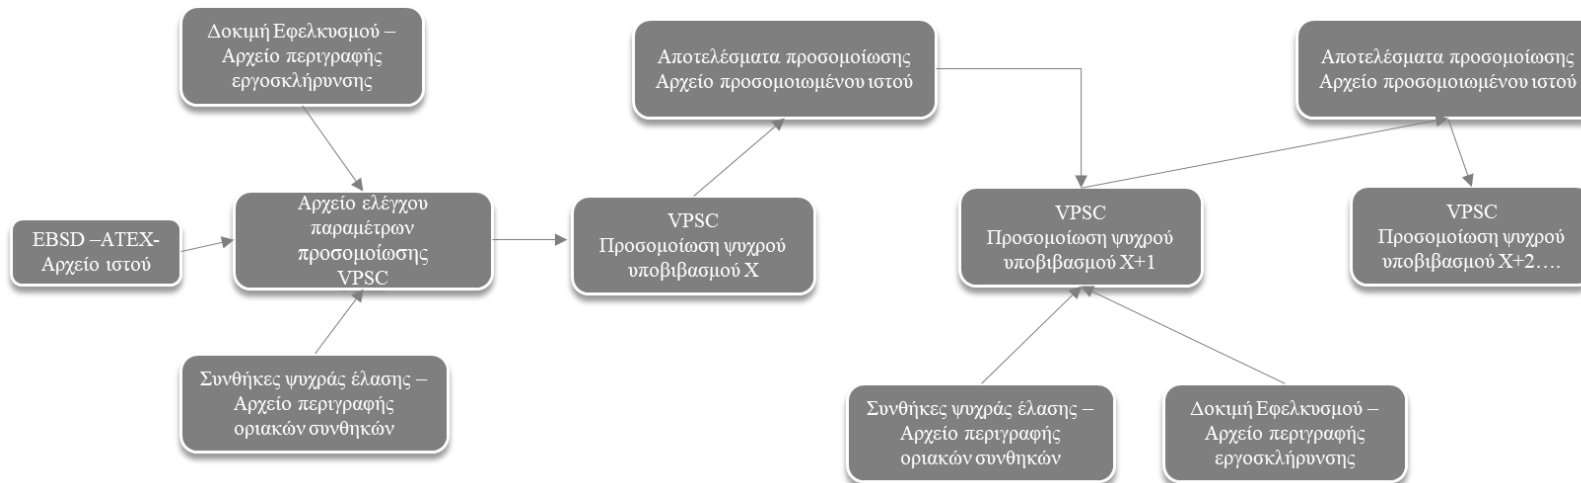 Δοκιμή Εφελκυσμού –
Αρχείο περιγραφής
εργοσκλήρυνσης
EBSD –ATEX-
Αρχείο ιστού
Αρχείο ελέγχου
παραμέτρων
προσομοίωσης
VPSC
Συνθήκες ψυχράς έλασης –
Αρχείο περιγραφής
οριακών συνθηκών
VPSC
Προσομοίωση ψυχρού
υποβιβασμού X
Αποτελέσματα προσομοίωσης
Αρχείο προσομοιωμένου ιστού
VPSC
Προσομοίωση ψυχρού
υποβιβασμού X+1
Συνθήκες ψυχράς έλασης –
Αρχείο περιγραφής
οριακών συνθηκών
Δοκιμή Εφελκυσμού –
Αρχείο περιγραφής
εργοσκλήρυνσης
Αποτελέσματα προσομοίωσης
Αρχείο προσομοιωμένου ιστού
VPSC
Προσομοίωση ψυχρού
υποβιβασμού X+2….